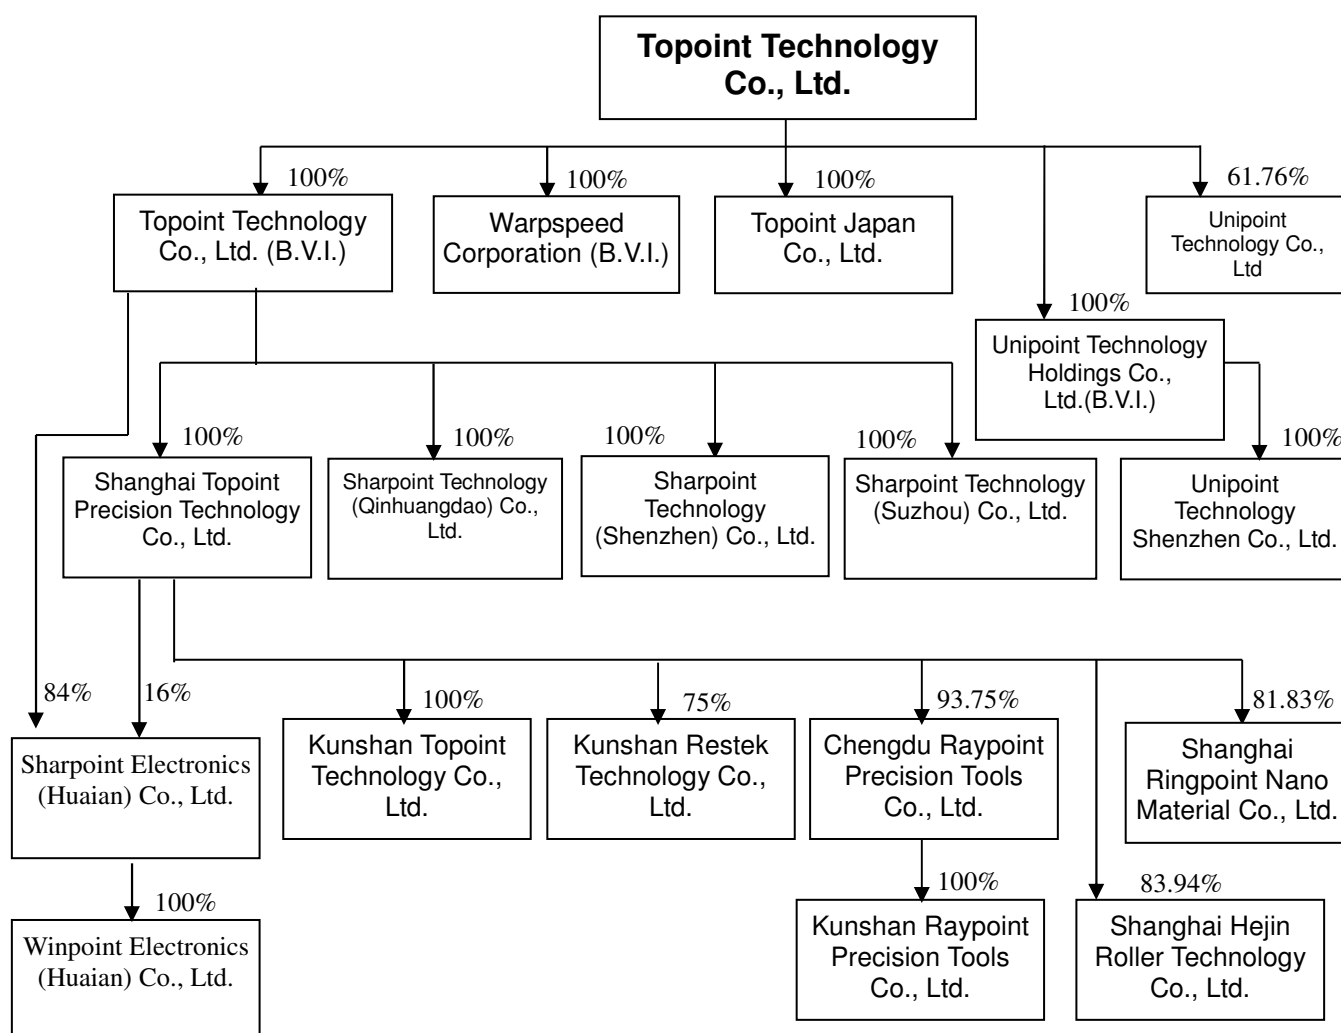 Topoint Technology
Co., Ltd.
100%
100%
100%
61.76%
Topoint Technology
Co., Ltd. (B.V.I.)
Warpspeed
Corporation (B.V.I.)
Topoint Japan
Co., Ltd.
Unipoint
Technology Co.,
Ltd
100%
Unipoint Technology
Holdings Co.,
Ltd.(B.V.I.)
100%
100%
100%
100%
100%
Shanghai Topoint
Precision Technology
Co., Ltd.
Sharpoint Technology
(Qinhuangdao) Co.,
Ltd.
Sharpoint
Technology
(Shenzhen) Co., Ltd.
Sharpoint Technology
(Suzhou) Co., Ltd.
Unipoint
Technology
Shenzhen Co., Ltd.
84%
16%
100%
75%
93.75%
81.83%
Sharpoint Electronics
(Huaian) Co., Ltd.
Kunshan Topoint
Technology Co.,
Ltd.
Kunshan Restek
Technology Co.,
Ltd.
Chengdu Raypoint
Precision Tools
Co., Ltd.
Shanghai
Ringpoint Nano
Material Co., Ltd.
100%
100%
83.94%
Winpoint Electronics
(Huaian) Co., Ltd.
Kunshan Raypoint
Precision Tools
Co., Ltd.
Shanghai Hejin
Roller Technology
Co., Ltd.